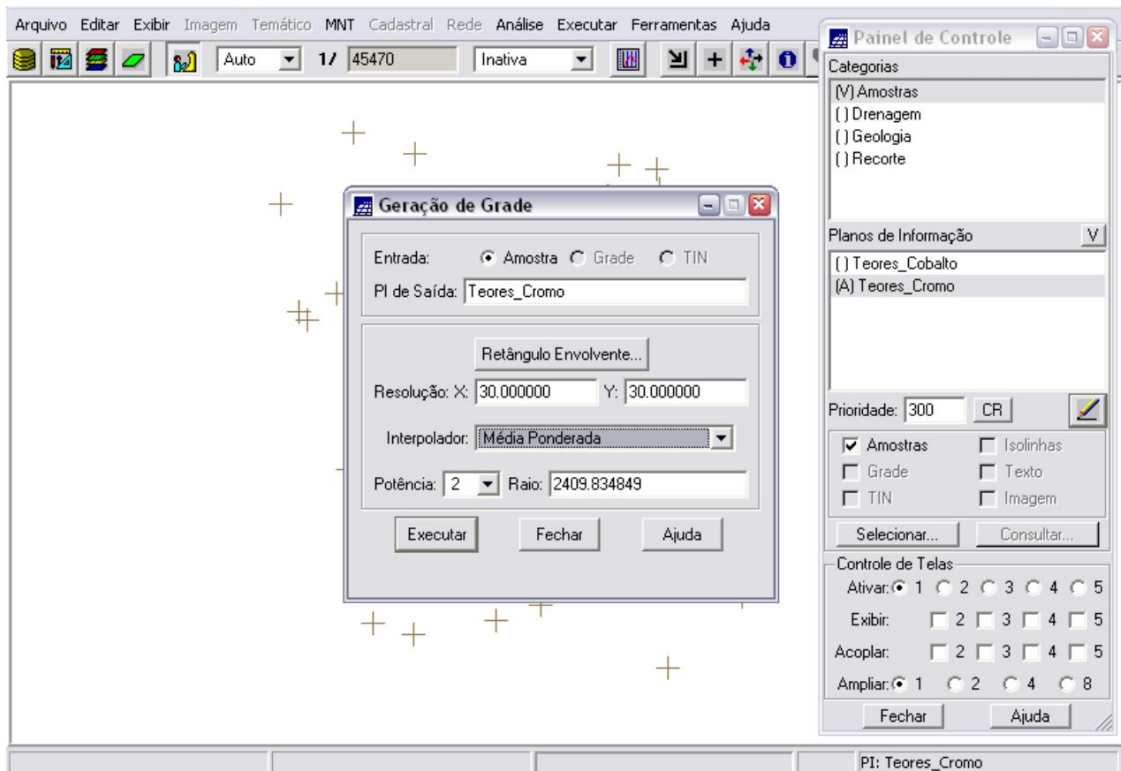 Arquivo Editar Exibir Imagem Temático MNT Cadastral Rede Análise Executar Ferramentas Ajuda
Auto 1/ 45470 Inativa
Geração de Grade
Entrada: Amostra Grade TIN
PI de Saída: Teores_Cromo
Retângulo Envolvente...
Resolução: X: 30.000000 Y: 30.000000
Interpolador: Média Ponderada
Potência: 2 Raio: 2409.834849
Executar Fechar Ajuda
Painel de Controle
Categorias
(V) Amostras
( ) Drenagem
( ) Geologia
( ) Recorte
Planos de Informação V
( ) Teores_Cobalto
(A) Teores_Cromo
Prioridade: 300 CR
Amostras Isolinhas
Grade Texto
TIN Imagem
Selecionar... Consultar...
Controle de Telas
Ativar: 1 2 3 4 5
Exibir: 2 3 4 5
Acoplar: 2 3 4 5
Ampliar: 1 2 4 8
Fechar Ajuda
PI: Teores_Cromo